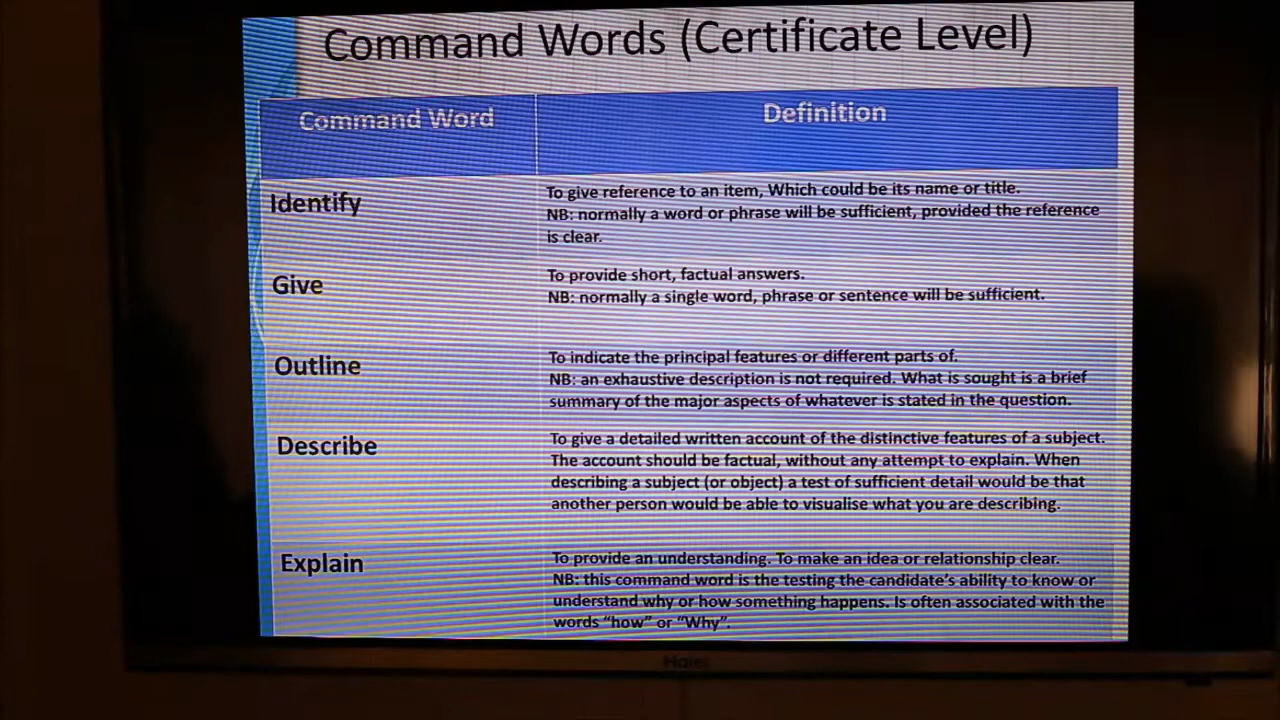 Command Words (Certificate Level)
Command Word
Definition
Identify
To give reference to an item, Which could be its name or title.
NB: normally a word or phrase will be sufficient, provided the reference
is clear.
Give
To provide short, factual answers.
NB: normally a single word, phrase or sentence will be sufficient.
Outline
To indicate the principal features or different parts of.
NB: an exhaustive description is not required. What is sought is a brief
summary of the major aspects of whatever is stated in the question.
Describe
To give a detailed written account of the distinctive features of a subject.
The account should be factual, without any attempt to explain. When
describing a subject (or object) a test of sufficient detail would be that
another person would be able to visualise what you are describing.
Explain
To provide an understanding. To make an idea or relationship clear.
NB: this command word is the testing the candidate's ability to know or
understand why or how something happens. Is often associated with the
words "how" or "Why".
Haier